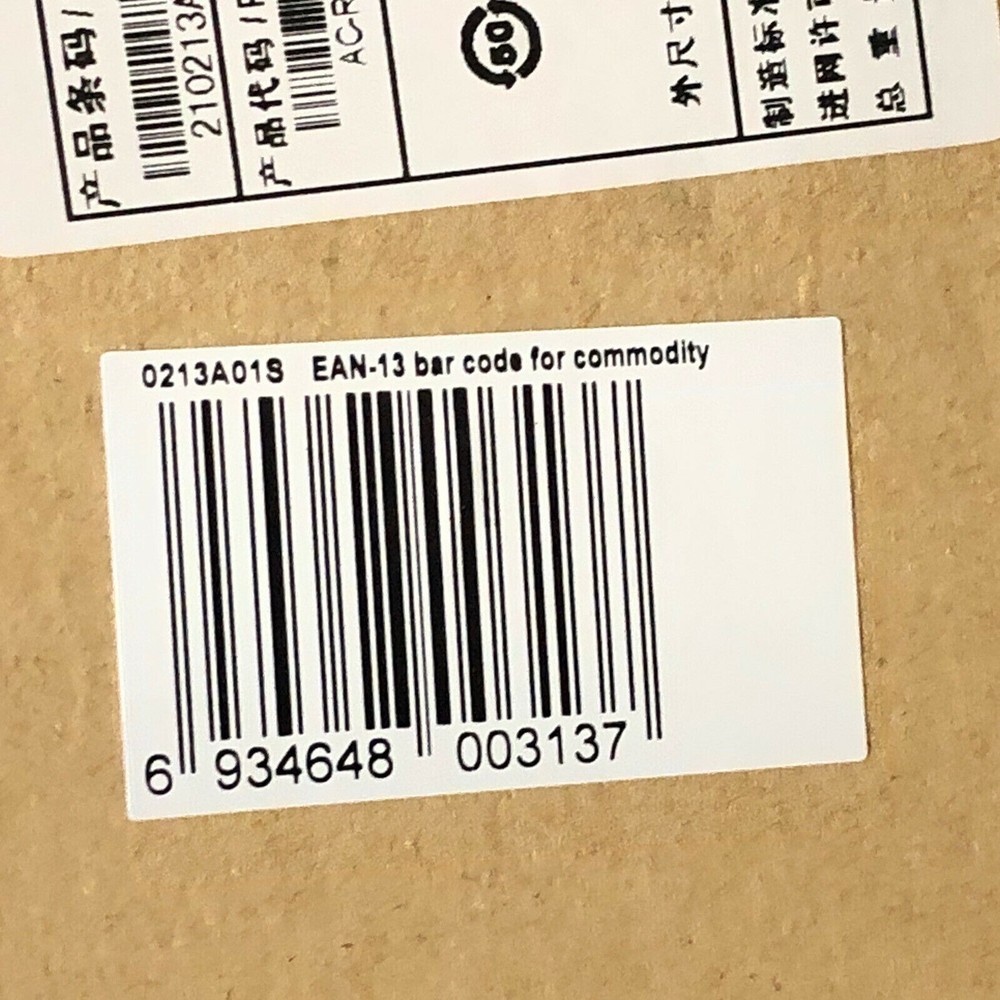 产品条码 /
210213A
产品代码 /
AC-R
50
外尺寸
制造标准
进网许可
总 重
0213A01S EAN-13 bar code for commodity
6 934648 003137